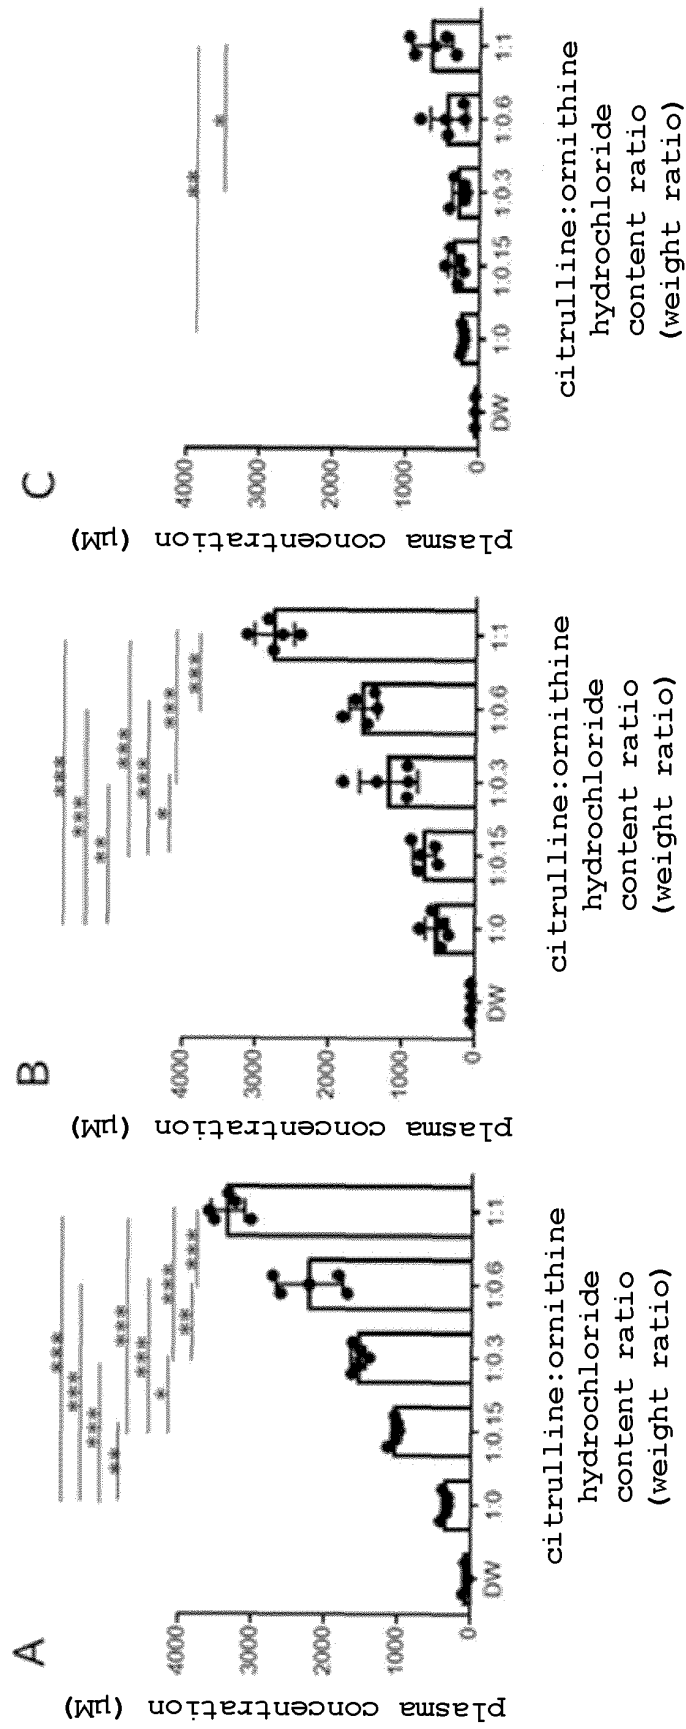 A
plasma concentration (μM)
4000
3000
2000
1000
0
***
***
***
**
***
***
*
***
**
***
DW
1:0
1:0.15
1:0.3
1:0.6
1:1
citrulline:ornithine
hydrochloride
content ratio
(weight ratio)
B
plasma concentration (μM)
4000
3000
2000
1000
0
***
***
**
***
***
*
***
***
DW
1:0
1:0.15
1:0.3
1:0.6
1:1
citrulline:ornithine
hydrochloride
content ratio
(weight ratio)
C
plasma concentration (μM)
4000
3000
2000
1000
0
**
*
DW
1:0
1:0.15
1:0.3
1:0.6
1:1
citrulline:ornithine
hydrochloride
content ratio
(weight ratio)